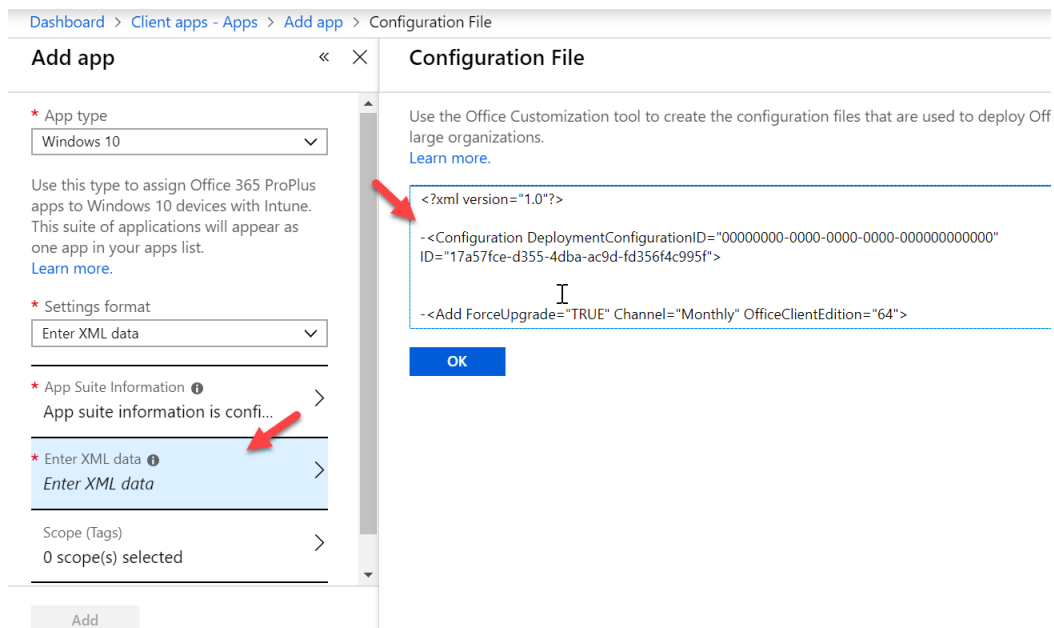 Dashboard > Client apps - Apps > Add app > Configuration File
Add app
Configuration File
* App type
Windows 10
Use this type to assign Office 365 ProPlus
apps to Windows 10 devices with Intune.
This suite of applications will appear as
one app in your apps list.
Learn more.
* Settings format
Enter XML data
* App Suite Information
App suite information is confi...
* Enter XML data
Enter XML data
Scope (Tags)
0 scope(s) selected
Add
Use the Office Customization tool to create the configuration files that are used to deploy Off
large organizations.
Learn more.
<?xml version="1.0"?>
-<Configuration DeploymentConfigurationID="00000000-0000-0000-0000-000000000000"
ID="17a57fce-d355-4dba-ac9d-fd356f4c995f">
-<Add ForceUpgrade="TRUE" Channel="Monthly" OfficeClientEdition="64">
OK